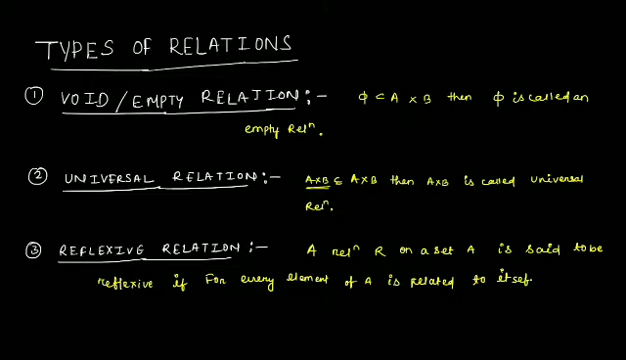 TYPES OF RELATIONS
① VOID / EMPTY RELATION :- ϕ ⊂ A × B then ϕ is called an
empty Relⁿ.
② UNIVERSAL RELATION :- A×B ⊆ A×B then A×B is called universal
Relⁿ.
③ REFLEXIVE RELATION :- A relⁿ R on a set A is said to be
reflexive if For every element of A is related to itsef.